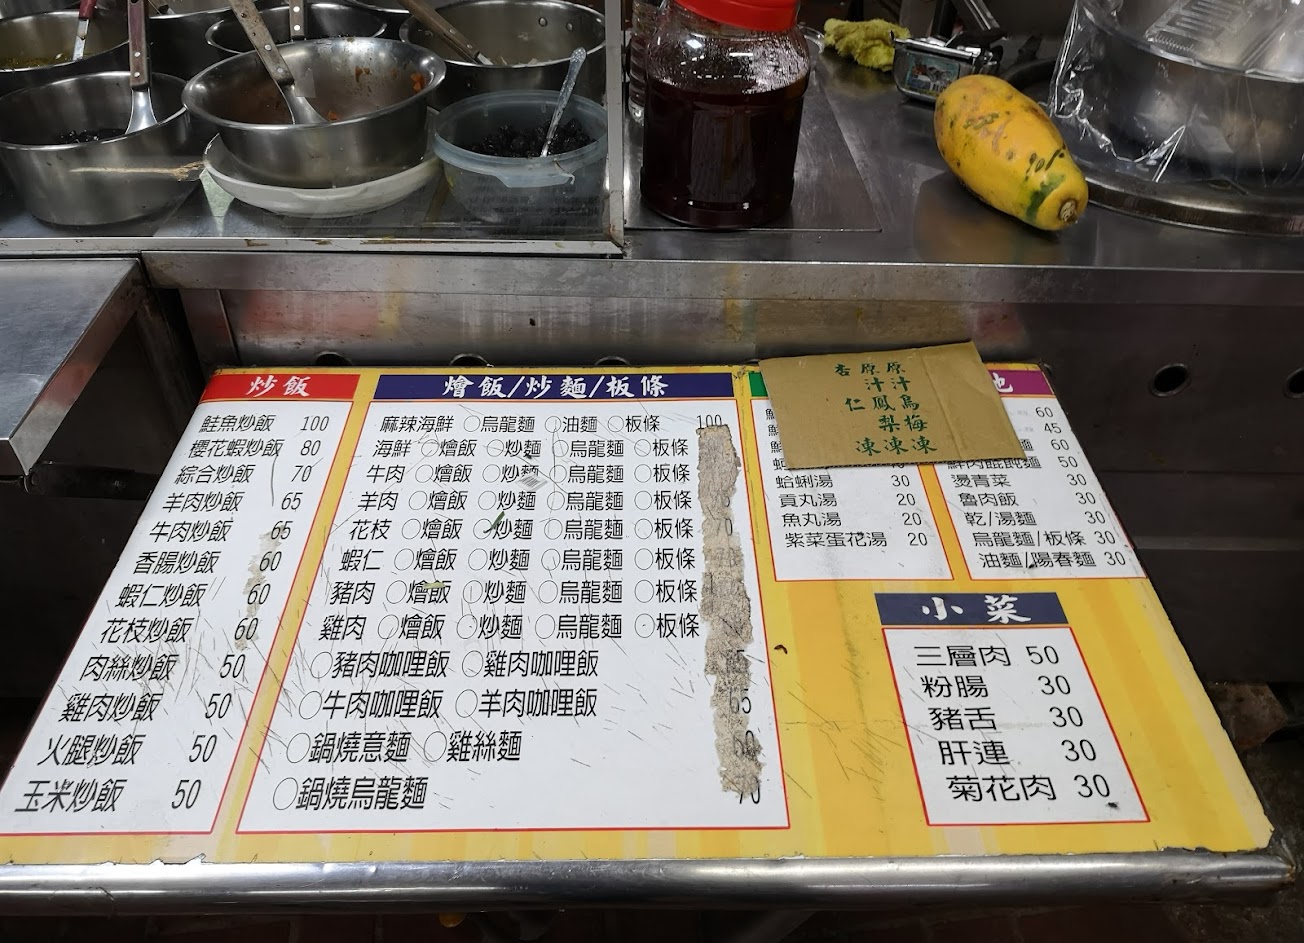 炒飯
鮭魚炒飯 100
櫻花蝦炒飯 80
綜合炒飯 70
羊肉炒飯 65
牛肉炒飯 65
香腸炒飯 60
蝦仁炒飯 60
花枝炒飯 60
肉絲炒飯 50
雞肉炒飯 50
火腿炒飯 50
玉米炒飯 50
燴飯/炒麵/板條
麻辣海鮮 ○烏龍麵 ○油麵 ○板條 100
海鮮 ○燴飯 ○炒麵 ○烏龍麵 ○板條
牛肉 ○燴飯 ○炒麵 ○烏龍麵 ○板條
羊肉 ○燴飯 ○炒麵 ○烏龍麵 ○板條
花枝 ○燴飯 ○炒麵 ○烏龍麵 ○板條 70
蝦仁 ○燴飯 ○炒麵 ○烏龍麵 ○板條
豬肉 ○燴飯 ○炒麵 ○烏龍麵 ○板條
雞肉 ○燴飯 ○炒麵 ○烏龍麵 ○板條
○豬肉咖哩飯 ○雞肉咖哩飯
○牛肉咖哩飯 ○羊肉咖哩飯 65
○鍋燒意麵 ○雞絲麵
○鍋燒烏龍麵 70
原汁烏梅凍
原汁鳳梨凍
杏仁凍
蛤蜊湯 30
貢丸湯 20
魚丸湯 20
紫菜蛋花湯 20
60
45
60
鮮肉餛飩麵 50
燙青菜 30
魯肉飯 30
乾/湯麵 30
烏龍麵/板條 30
油麵/陽春麵 30
小菜
三層肉 50
粉腸 30
豬舌 30
肝連 30
菊花肉 30